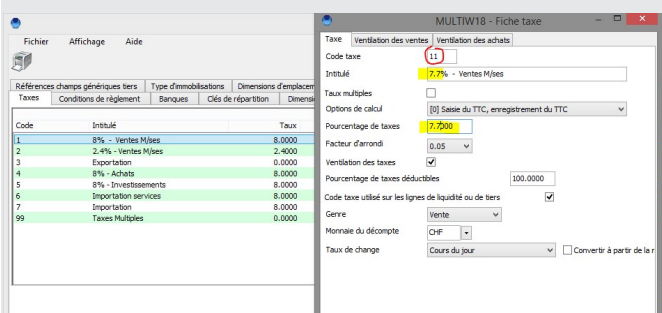 Fichier Affichage Aide
Références champs génériques tiers Type d'immobilisations Dimensions d'emplacem
Taxes Conditions de règlement Banques Clés de répartition Dimensi
Code Intitulé Taux
1 8% - Ventes M/ses 8.0000
2 2.4% - Ventes M/ses 2.4000
3 Exportation 0.0000
4 8% - Achats 8.0000
5 8% - Investissements 8.0000
6 Importation services 8.0000
7 Importation 8.0000
99 Taxes Multiples 0.0000
MULTIW18 - Fiche taxe
Taxe Ventilation des ventes Ventilation des achats
Code taxe 11
Intitulé 7.7% - Ventes M/ses
Taux multiples
Options de calcul [0] Saisie du TTC, enregistrement du TTC
Pourcentage de taxes 7.7000
Facteur d'arrondi 0.05
Ventilation des taxes
Pourcentage de taxes déductibles 100.0000
Code taxe utilisé sur les lignes de liquidité ou de tiers
Genre Vente
Monnaie du décompte CHF
Taux de change Cours du jour Convertir à partir de la r